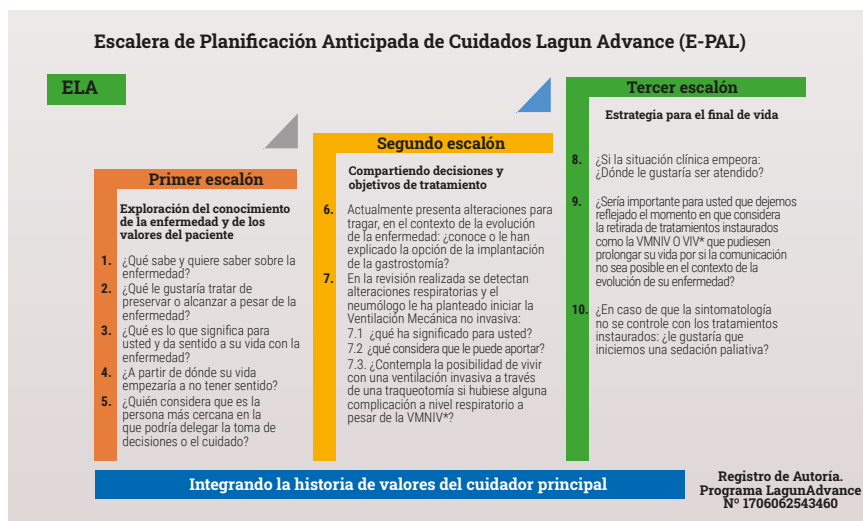 Escalera de Planificación Anticipada de Cuidados Lagun Advance (E-PAL)
ELA
Primer escalón
Exploración del conocimiento
de la enfermedad y de los
valores del paciente
1. ¿Qué sabe y quiere saber sobre la
enfermedad?
2. ¿Qué le gustaría tratar de
preservar o alcanzar a pesar de la
enfermedad?
3. ¿Qué es lo que significa para
usted y da sentido a su vida con la
enfermedad?
4. ¿A partir de dónde su vida
empezaría a no tener sentido?
5. ¿Quién considera que es la
persona más cercana en la
que podría delegar la toma de
decisiones o el cuidado?
Segundo escalón
Compartiendo decisiones y
objetivos de tratamiento
6. Actualmente presenta alteraciones para
tragar, en el contexto de la evolución
de la enfermedad: ¿conoce o le han
explicado la opción de la implantación
de la gastrostomía?
7. En la revisión realizada se detectan
alteraciones respiratorias y el
neumólogo le ha planteado iniciar la
Ventilación Mecánica no invasiva:
7.1 ¿qué ha significado para usted?
7.2 ¿qué considera que le puede aportar?
7.3. ¿Contempla la posibilidad de vivir
con una ventilación invasiva a través
de una traqueotomía si hubiese alguna
complicación a nivel respiratorio a
pesar de la VMNIV*?
Tercer escalón
Estrategia para el final de vida
8. ¿Si la situación clínica empeora:
¿Dónde le gustaría ser atendido?
9. ¿Sería importante para usted que dejemos
reflejado el momento en que considera
la retirada de tratamientos instaurados
como la VMNIV O VIV* que pudiesen
prolongar su vida por si la comunicación
no sea posible en el contexto de la
evolución de su enfermedad?
10. ¿En caso de que la sintomatología
no se controle con los tratamientos
instaurados: ¿le gustaría que
iniciemos una sedación paliativa?
Integrando la historia de valores del cuidador principal
Registro de Autoría.
Programa LagunAdvance
Nº 1706062543460